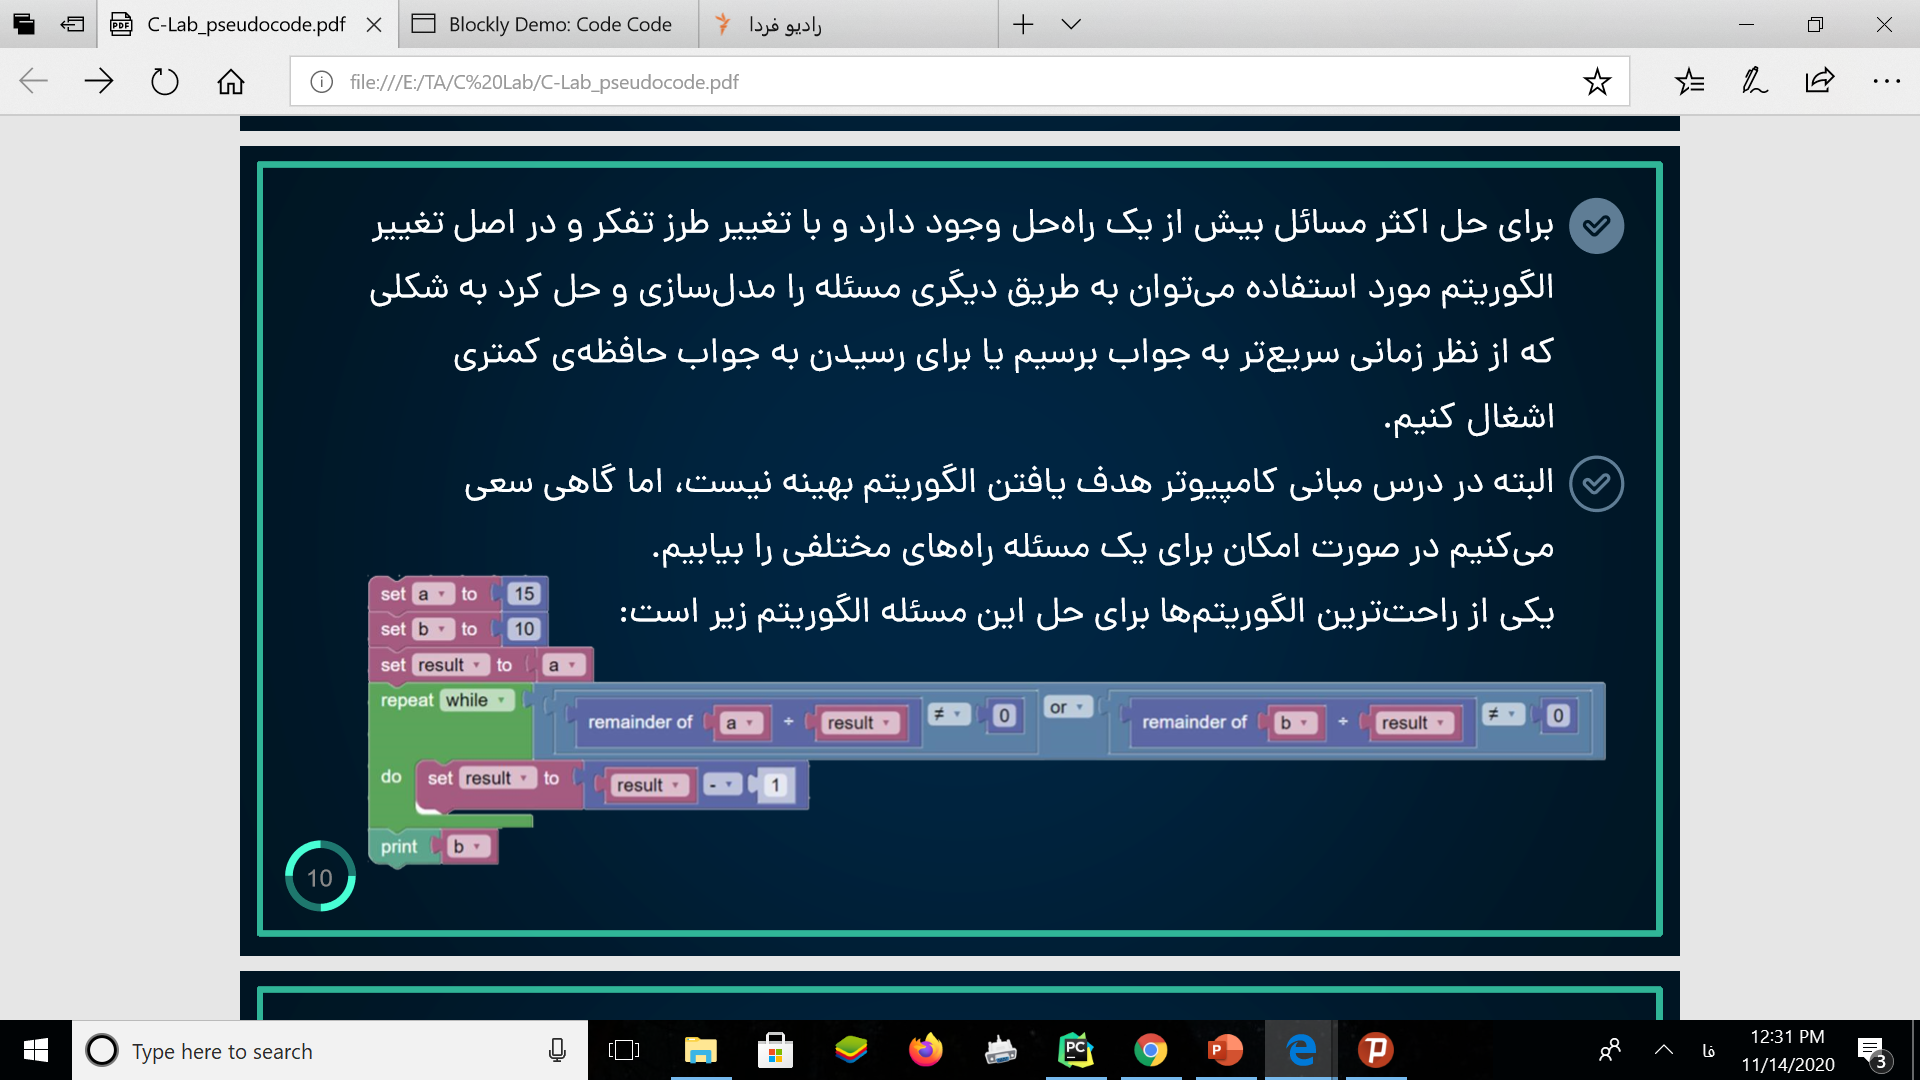 C-Lab_pseudocode.pdf
Blockly Demo: Code Code
رادیو فردا
file:///E:/TA/C%20Lab/C-Lab_pseudocode.pdf
برای حل اکثر مسائل بیش از یک راه‌حل وجود دارد و با تغییر طرز تفکر و در اصل تغییر
الگوریتم مورد استفاده می‌توان به طریق دیگری مسئله را مدل‌سازی و حل کرد به شکلی
که از نظر زمانی سریع‌تر به جواب برسیم یا برای رسیدن به جواب حافظه‌ی کمتری
اشغال کنیم.
البته در درس مبانی کامپیوتر هدف یافتن الگوریتم بهینه نیست، اما گاهی سعی
می‌کنیم در صورت امکان برای یک مسئله راه‌های مختلفی را بیابیم.
یکی از راحت‌ترین الگوریتم‌ها برای حل این مسئله الگوریتم زیر است:
set a to 15
set b to 10
set result to a
repeat while remainder of a ÷ result ≠ 0 or remainder of b ÷ result ≠ 0
do set result to result - 1
print b
10
Type here to search
فا
12:31 PM
11/14/2020
3